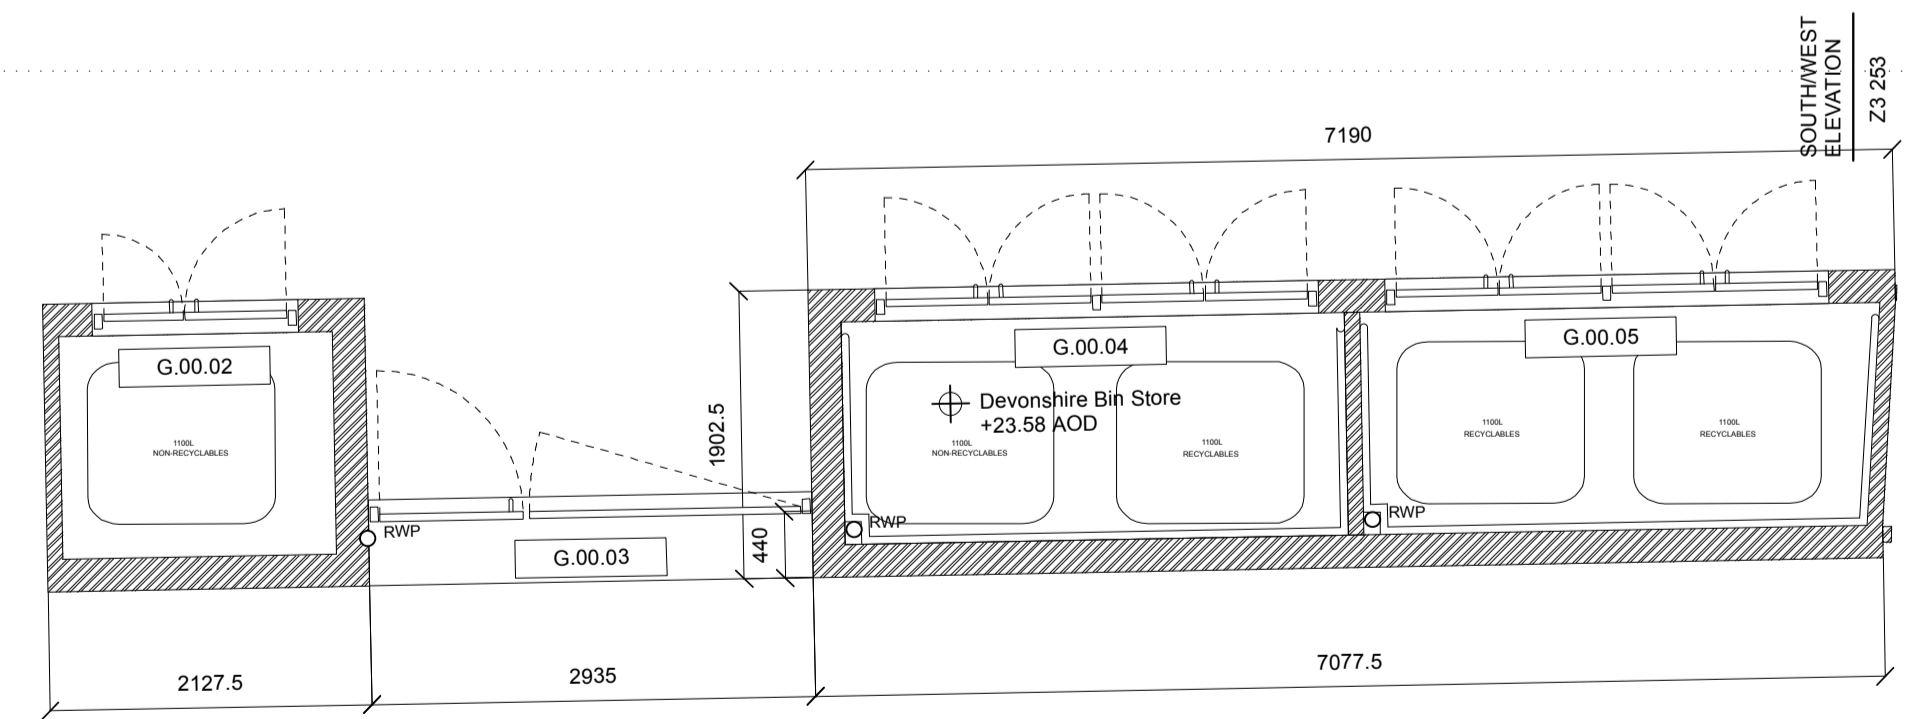 SOUTH/WEST
ELEVATION
Z3 253
7190
G.00.02
1100L
NON-RECYCLABLES
RWP
G.00.03
1902.5
440
G.00.04
Devonshire Bin Store
+23.58 AOD
1100L
NON-RECYCLABLES
1100L
RECYCLABLES
RWP
G.00.05
1100L
RECYCLABLES
1100L
RECYCLABLES
RWP
2127.5
2935
7077.5